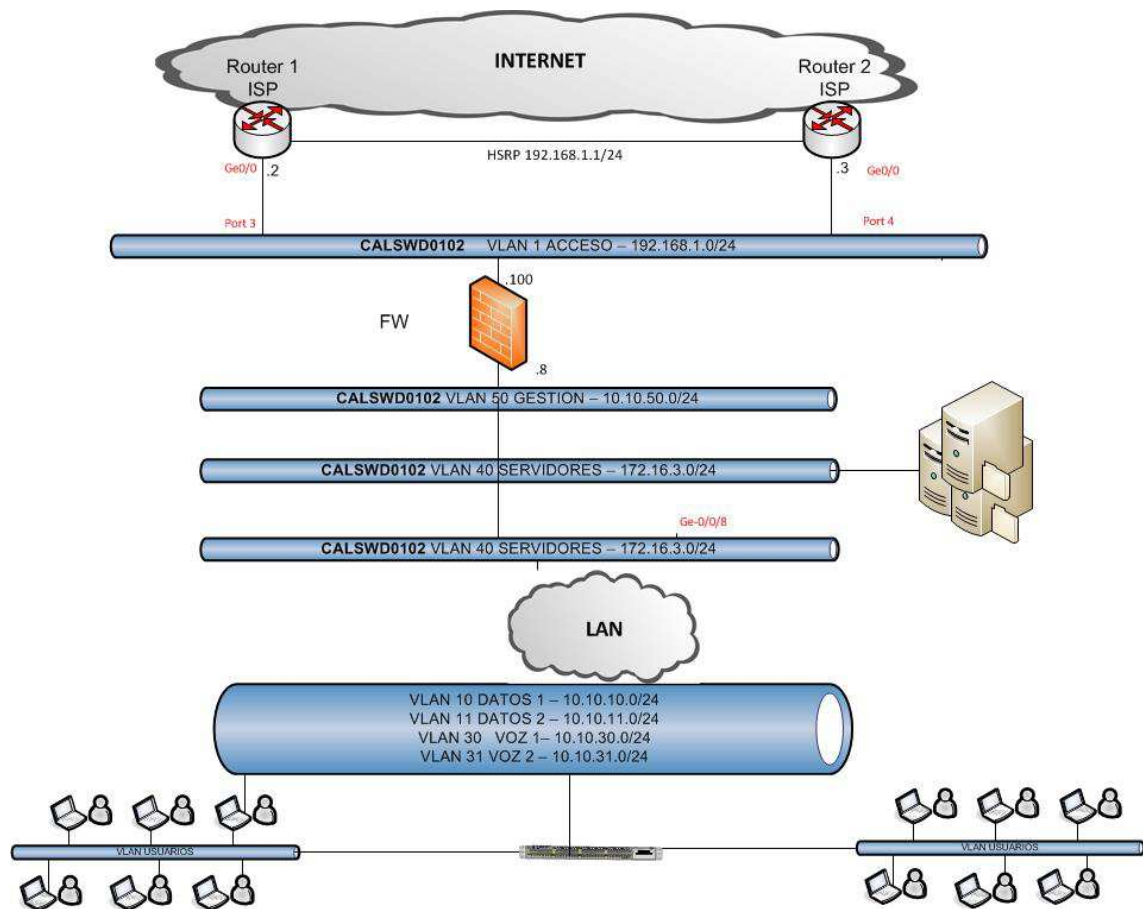 INTERNET
Router 1
ISP
Router 2
ISP
HSRP 192.168.1.1/24
Ge0/0
.2
.3
Ge0/0
Port 3
Port 4
CALSWD0102 VLAN 1 ACCESO – 192.168.1.0/24
.100
FW
.8
CALSWD0102 VLAN 50 GESTION – 10.10.50.0/24
CALSWD0102 VLAN 40 SERVIDORES – 172.16.3.0/24
Ge-0/0/8
CALSWD0102 VLAN 40 SERVIDORES – 172.16.3.0/24
LAN
VLAN 10 DATOS 1 – 10.10.10.0/24
VLAN 11 DATOS 2 – 10.10.11.0/24
VLAN 30 VOZ 1– 10.10.30.0/24
VLAN 31 VOZ 2 – 10.10.31.0/24
VLAN USUARIOS
VLAN USUARIOS